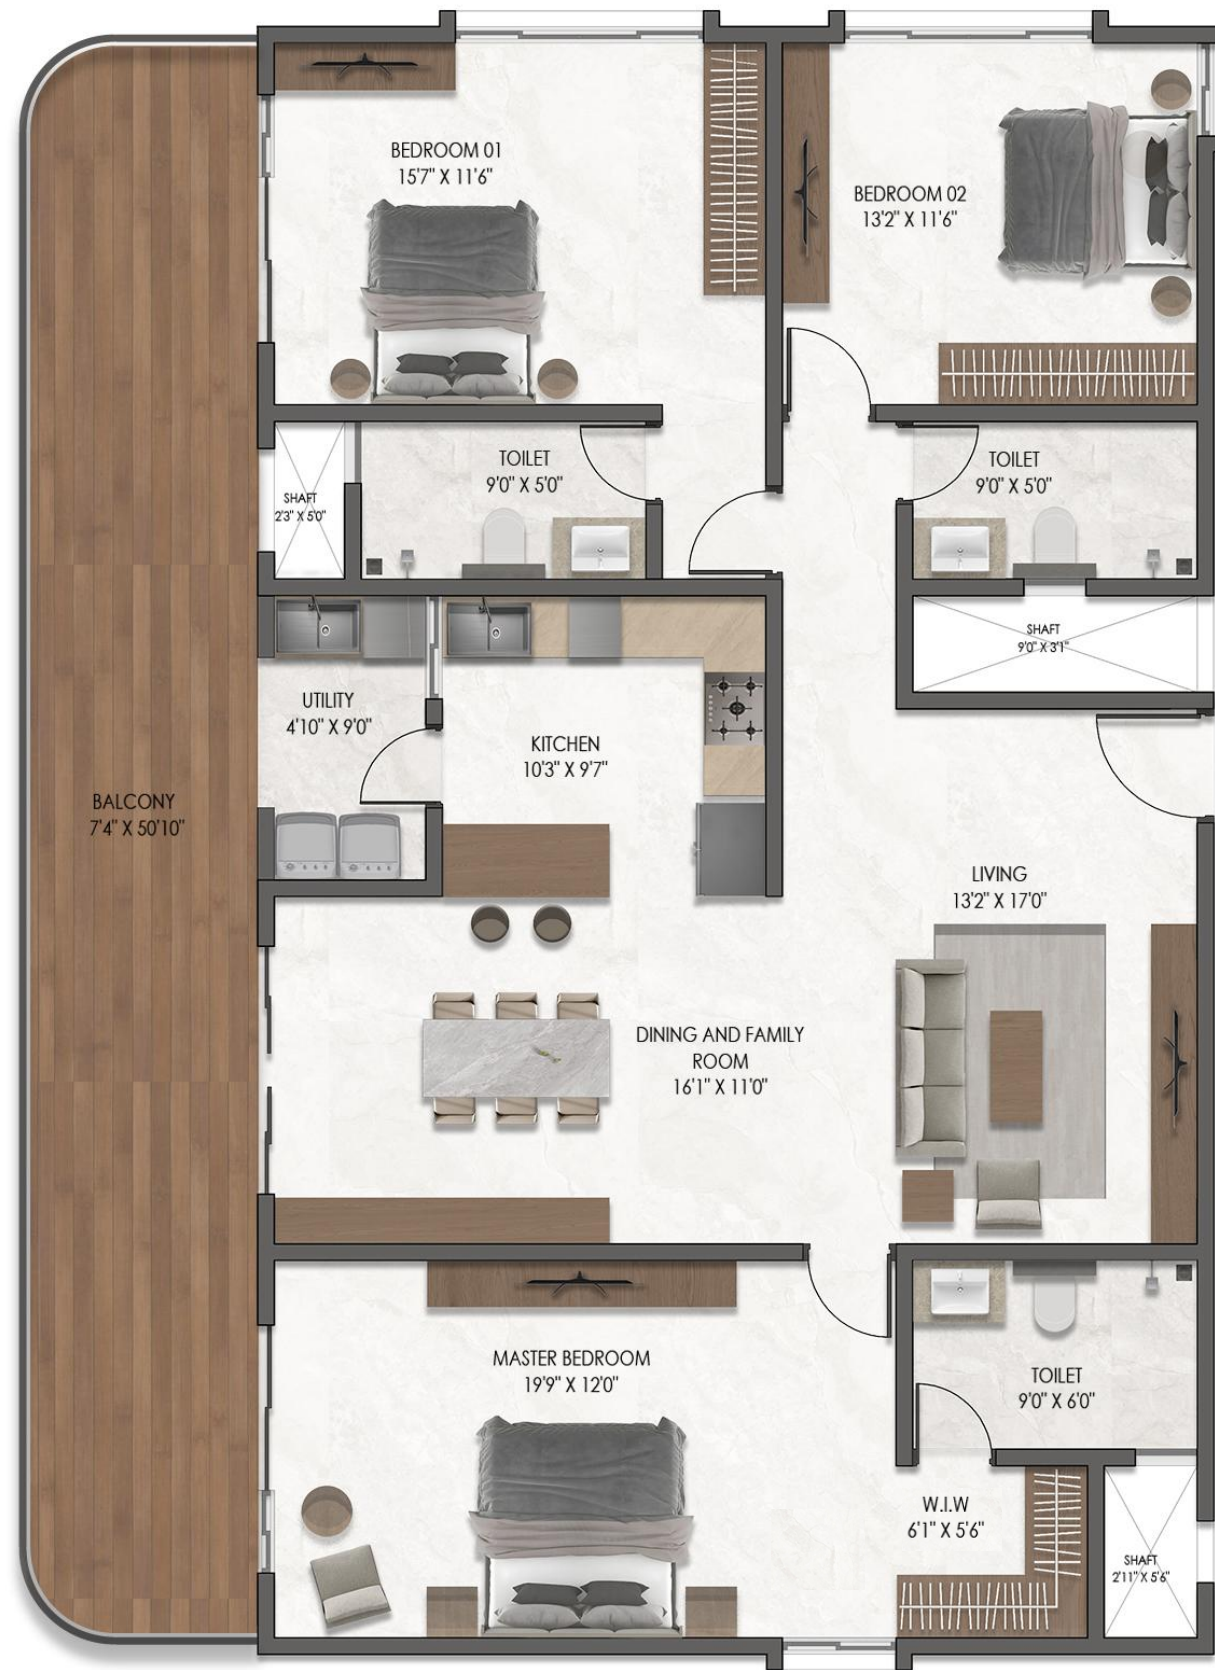 BEDROOM 01
15'7" X 11'6"
BEDROOM 02
13'2" X 11'6"
TOILET
9'0" X 5'0"
TOILET
9'0" X 5'0"
SHAFT
2'3" X 5'0"
SHAFT
9'0" X 3'1"
UTILITY
4'10" X 9'0"
KITCHEN
10'3" X 9'7"
BALCONY
7'4" X 50'10"
LIVING
13'2" X 17'0"
DINING AND FAMILY
ROOM
16'1" X 11'0"
MASTER BEDROOM
19'9" X 12'0"
TOILET
9'0" X 6'0"
W.I.W
6'1" X 5'6"
SHAFT
2'11" X 5'6"